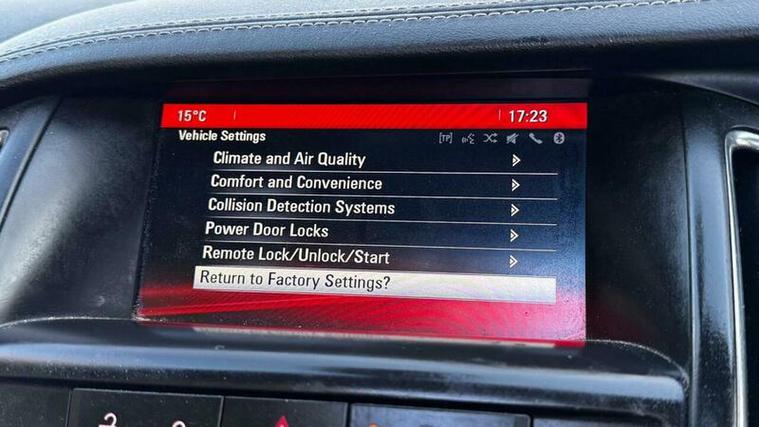 15°C 17:23
Vehicle Settings [TP]
Climate and Air Quality
Comfort and Convenience
Collision Detection Systems
Power Door Locks
Remote Lock/Unlock/Start
Return to Factory Settings?